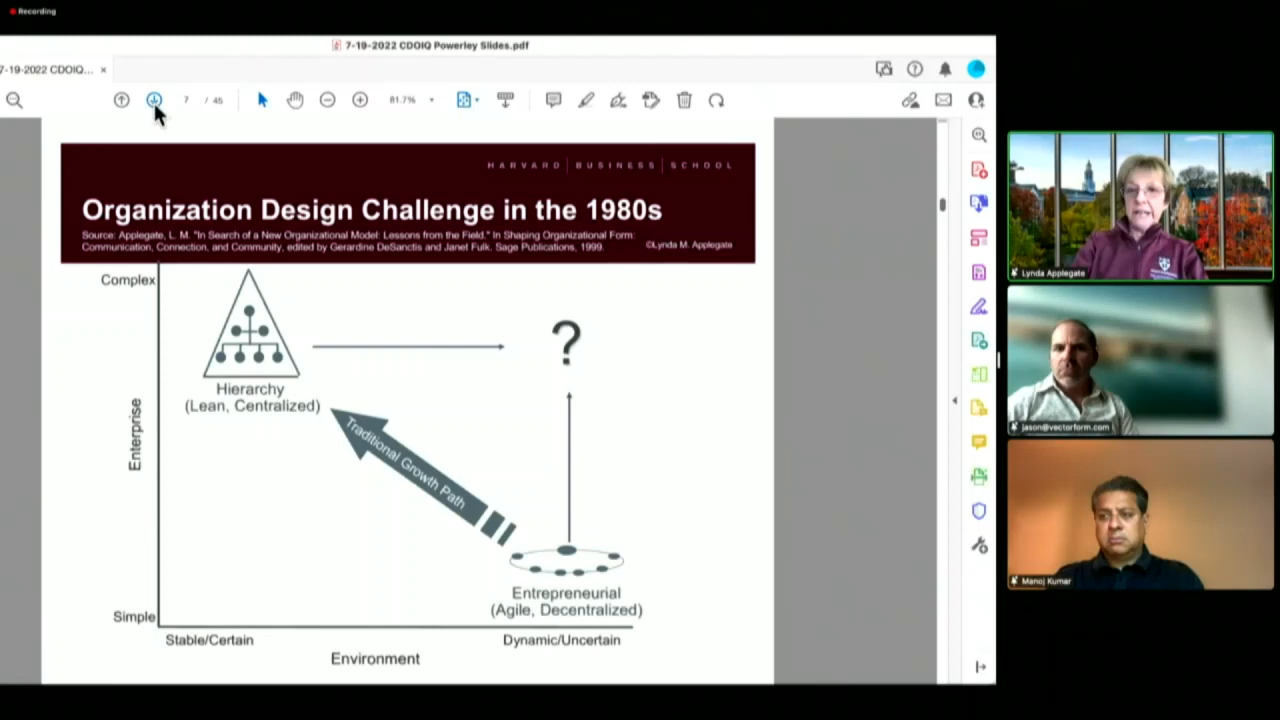 Recording
7-19-2022 CDOIQ Powerley Slides.pdf
7-19-2022 CDOIQ... ×
7 / 45
81.7%
HARVARD | BUSINESS | SCHOOL
Organization Design Challenge in the 1980s
Source: Applegate, L. M. "In Search of a New Organizational Model: Lessons from the Field." In Shaping Organizational Form:
Communication, Connection, and Community, edited by Gerardine DeSanctis and Janet Fulk. Sage Publications, 1999.
©Lynda M. Applegate
Complex
?
Hierarchy
(Lean, Centralized)
Enterprise
Traditional Growth Path
Entrepreneurial
(Agile, Decentralized)
Simple
Stable/Certain
Dynamic/Uncertain
Environment
Lynda Applegate
jason@vectorform.com
Manoj Kumar